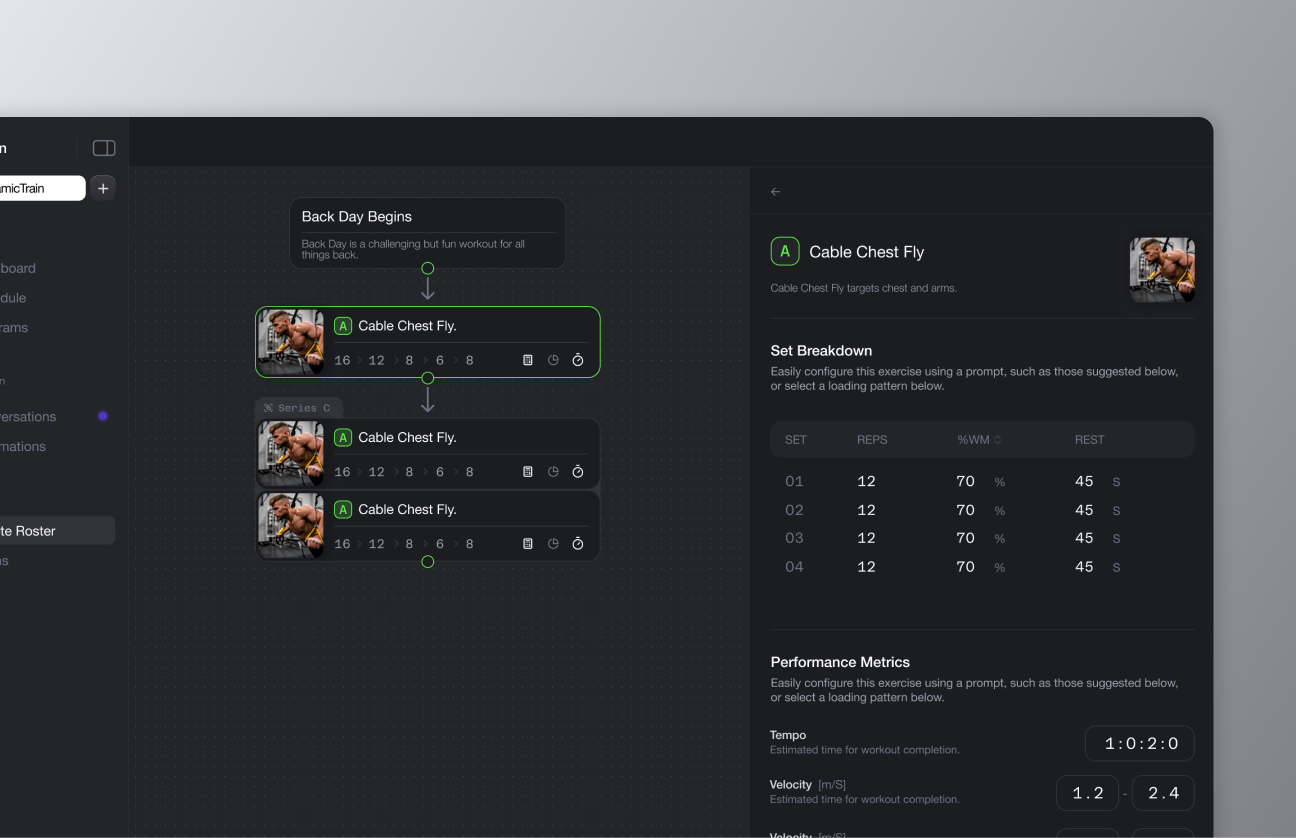 n
amicTrain
+
board
dule
rams
n
versations
mations
te Roster
ns
Back Day Begins
Back Day is a challenging but fun workout for all
things back.
A Cable Chest Fly.
16 > 12 > 8 > 6 > 8
Series C
A Cable Chest Fly.
16 > 12 > 8 > 6 > 8
A Cable Chest Fly.
16 > 12 > 8 > 6 > 8
A Cable Chest Fly
Cable Chest Fly targets chest and arms.
Set Breakdown
Easily configure this exercise using a prompt, such as those suggested below,
or select a loading pattern below.
SET REPS %WM REST
01 12 70 % 45 S
02 12 70 % 45 S
03 12 70 % 45 S
04 12 70 % 45 S
Performance Metrics
Easily configure this exercise using a prompt, such as those suggested below,
or select a loading pattern below.
Tempo
Estimated time for workout completion.
1:0:2:0
Velocity [m/S]
Estimated time for workout completion.
1.2 - 2.4
Velocity [m/S]